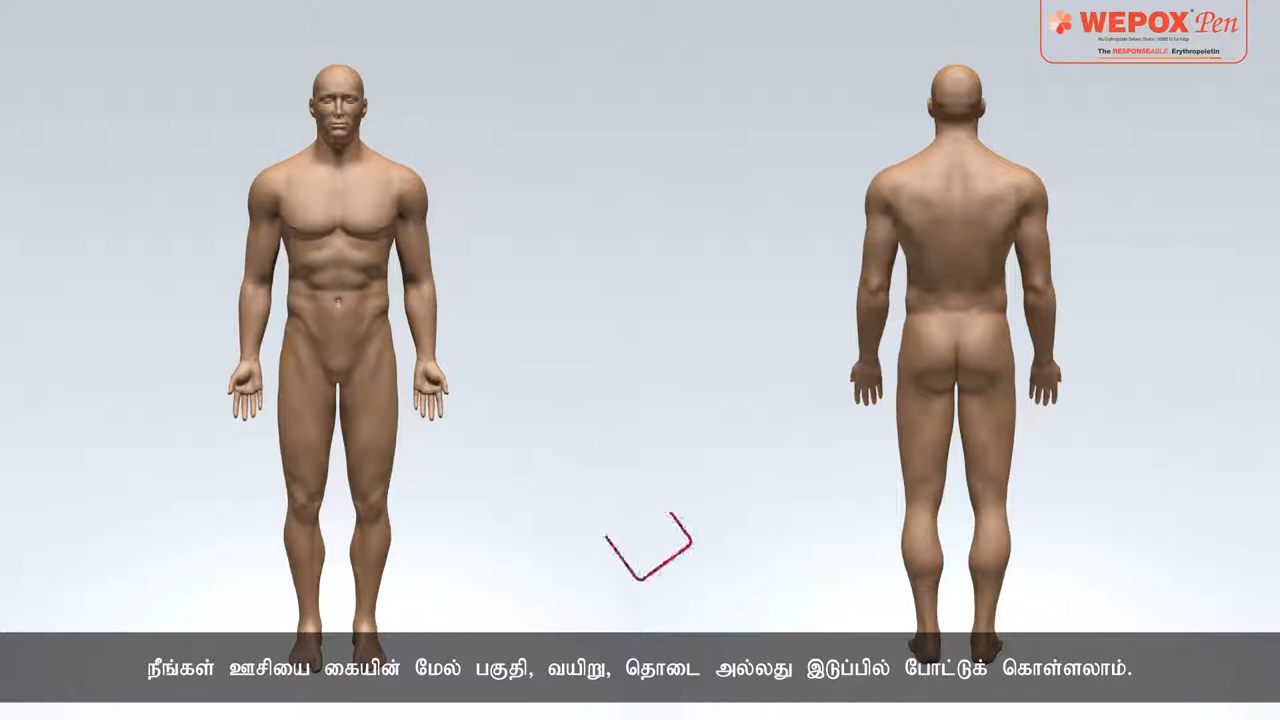 WEPOX® Pen
The RESPONSEABLE Erythropoietin
நீங்கள் ஊசியை கையின் மேல் பகுதி, வயிறு, தொடை அல்லது இடுப்பில் போட்டுக் கொள்ளலாம்.